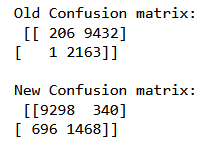 Old Confusion matrix:
[[ 206 9432]
[    1 2163]]
New Confusion matrix:
[[9298  340]
[ 696 1468]]